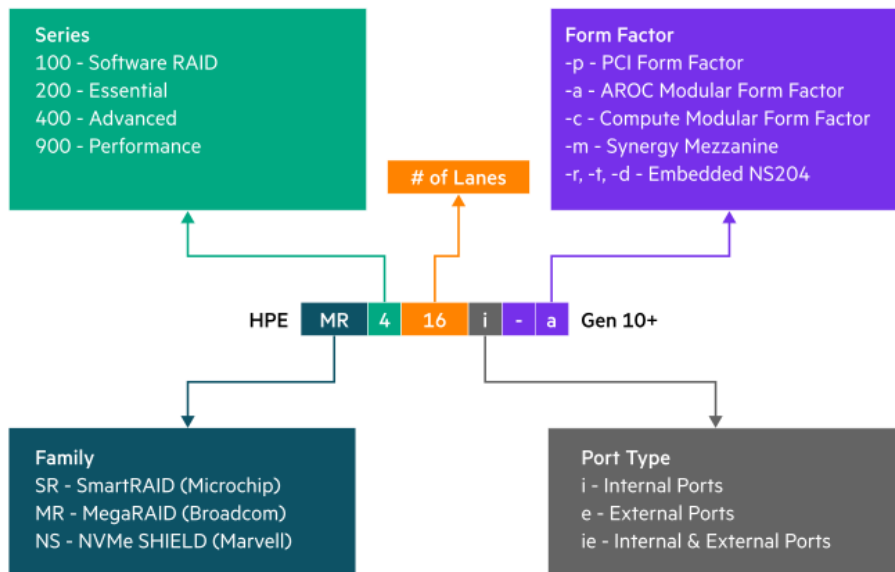 Series
100 - Software RAID
200 - Essential
400 - Advanced
900 - Performance
Form Factor
-p - PCI Form Factor
-a - AROC Modular Form Factor
-c - Compute Modular Form Factor
-m - Synergy Mezzanine
-r, -t, -d - Embedded NS204
# of Lanes
HPE MR 4 16 i - a Gen 10+
Family
SR - SmartRAID (Microchip)
MR - MegaRAID (Broadcom)
NS - NVMe SHIELD (Marvell)
Port Type
i - Internal Ports
e - External Ports
ie - Internal & External Ports